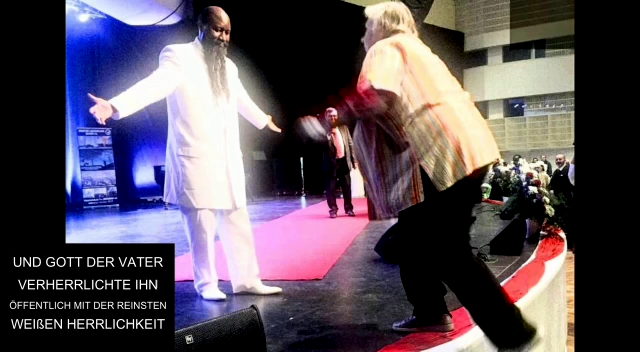 UND GOTT DER VATER
VERHERRLICHTE IHN
ÖFFENTLICH MIT DER REINSTEN
WEIßEN HERRLICHKEIT